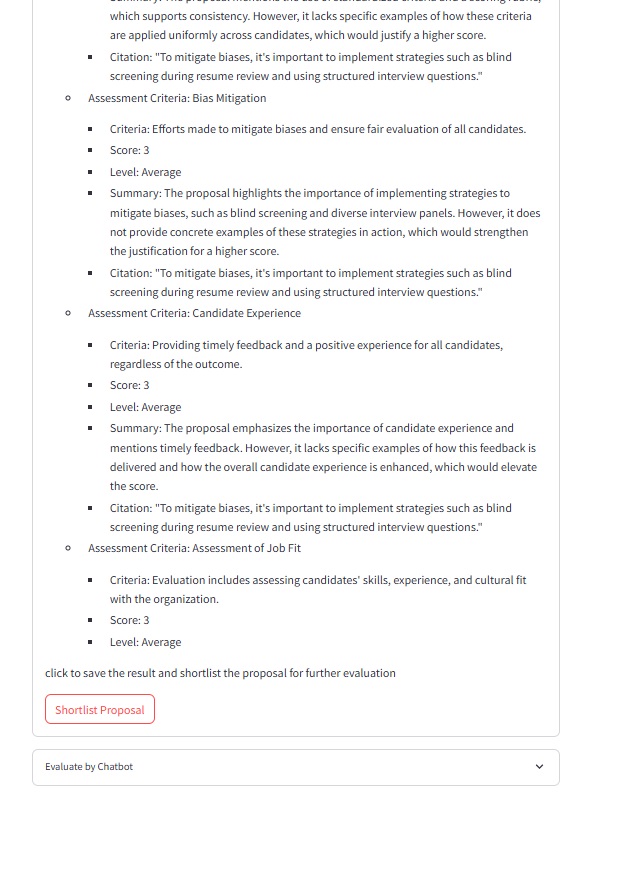 which supports consistency. However, it lacks specific examples of how these criteria
are applied uniformly across candidates, which would justify a higher score.
Citation: "To mitigate biases, it's important to implement strategies such as blind
screening during resume review and using structured interview questions."
Assessment Criteria: Bias Mitigation
Criteria: Efforts made to mitigate biases and ensure fair evaluation of all candidates.
Score: 3
Level: Average
Summary: The proposal highlights the importance of implementing strategies to
mitigate biases, such as blind screening and diverse interview panels. However, it does
not provide concrete examples of these strategies in action, which would strengthen
the justification for a higher score.
Citation: "To mitigate biases, it's important to implement strategies such as blind
screening during resume review and using structured interview questions."
Assessment Criteria: Candidate Experience
Criteria: Providing timely feedback and a positive experience for all candidates,
regardless of the outcome.
Score: 3
Level: Average
Summary: The proposal emphasizes the importance of candidate experience and
mentions timely feedback. However, it lacks specific examples of how this feedback is
delivered and how the overall candidate experience is enhanced, which would elevate
the score.
Citation: "To mitigate biases, it's important to implement strategies such as blind
screening during resume review and using structured interview questions."
Assessment Criteria: Assessment of Job Fit
Criteria: Evaluation includes assessing candidates' skills, experience, and cultural fit
with the organization.
Score: 3
Level: Average
click to save the result and shortlist the proposal for further evaluation
Shortlist Proposal
Evaluate by Chatbot